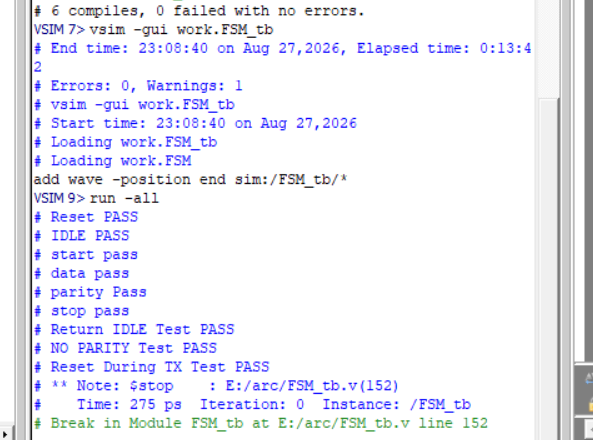 # 6 compiles, 0 failed with no errors.
VSIM 7> vsim -gui work.FSM_tb
# End time: 23:08:40 on Aug 27,2026, Elapsed time: 0:13:4
2
# Errors: 0, Warnings: 1
# vsim -gui work.FSM_tb
# Start time: 23:08:40 on Aug 27,2026
# Loading work.FSM_tb
# Loading work.FSM
add wave -position end sim:/FSM_tb/*
VSIM 9> run -all
# Reset PASS
# IDLE PASS
# start pass
# data pass
# parity Pass
# stop pass
# Return IDLE Test PASS
# NO PARITY Test PASS
# Reset During TX Test PASS
# ** Note: $stop    : E:/arc/FSM_tb.v(152)
#    Time: 275 ps  Iteration: 0  Instance: /FSM_tb
# Break in Module FSM_tb at E:/arc/FSM_tb.v line 152